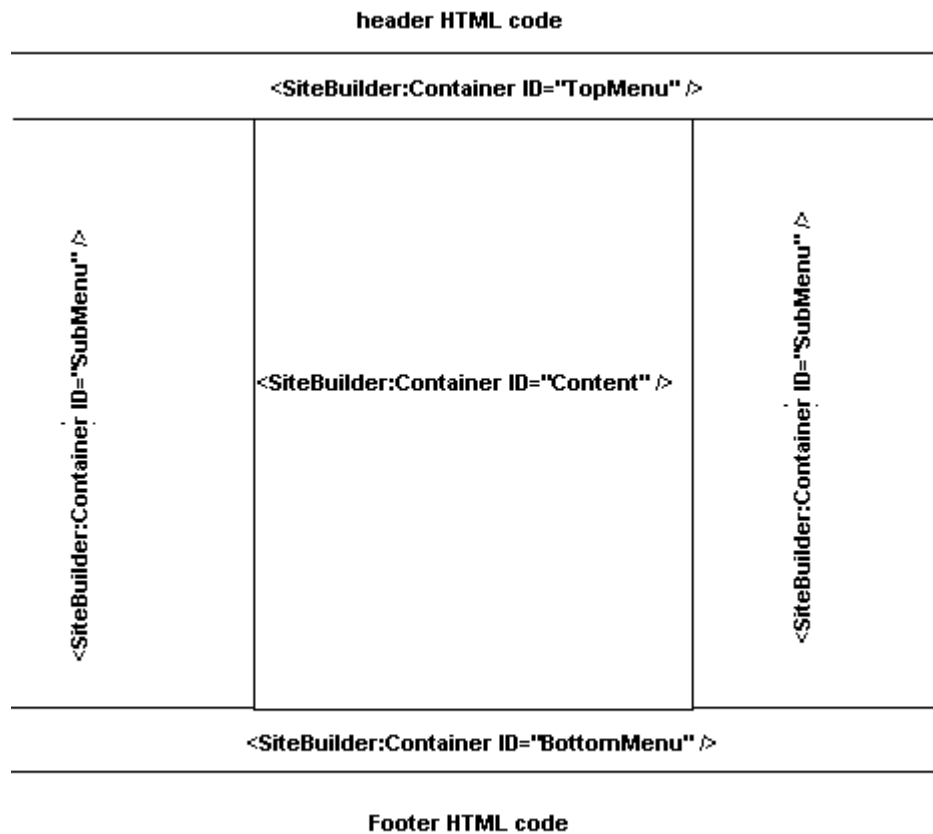 header HTML code
<SiteBuilder:Container ID="TopMenu" />
<SiteBuilder:Container ID="SubMenu" />
<SiteBuilder:Container ID="Content" />
<SiteBuilder:Container ID="SubMenu" />
<SiteBuilder:Container ID="BottomMenu" />
Footer HTML code